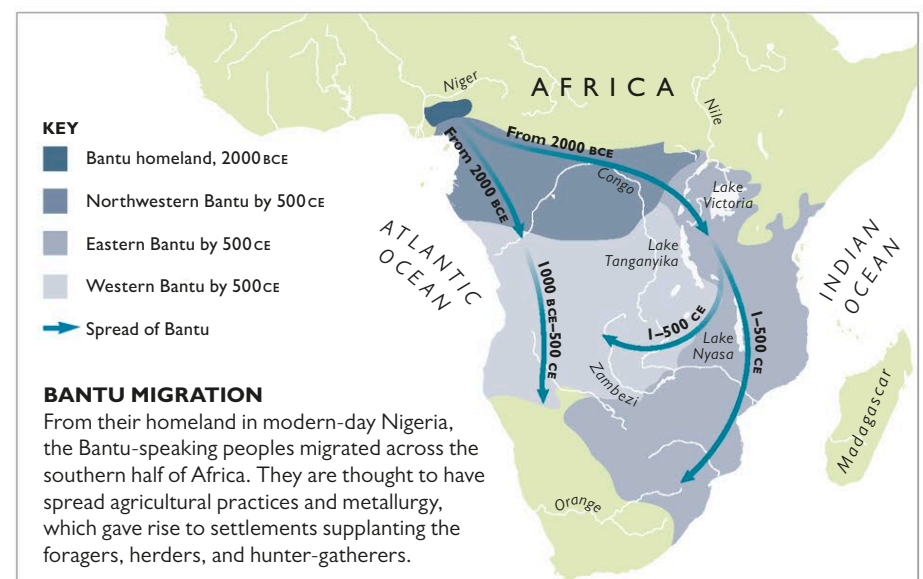 Niger
AFRICA
Nile
KEY
Bantu homeland, 2000 BCE
Northwestern Bantu by 500 CE
Eastern Bantu by 500 CE
Western Bantu by 500 CE
Spread of Bantu
From 2000 BCE
From 2000 BCE
Congo
Lake
Victoria
ATLANTIC
OCEAN
Lake
Tanganyika
INDIAN
OCEAN
1000 BCE–500 CE
1–500 CE
1–500 CE
Lake
Nyasa
Zambezi
Madagascar
Orange
BANTU MIGRATION
From their homeland in modern-day Nigeria,
the Bantu-speaking peoples migrated across the
southern half of Africa. They are thought to have
spread agricultural practices and metallurgy,
which gave rise to settlements supplanting the
foragers, herders, and hunter-gatherers.